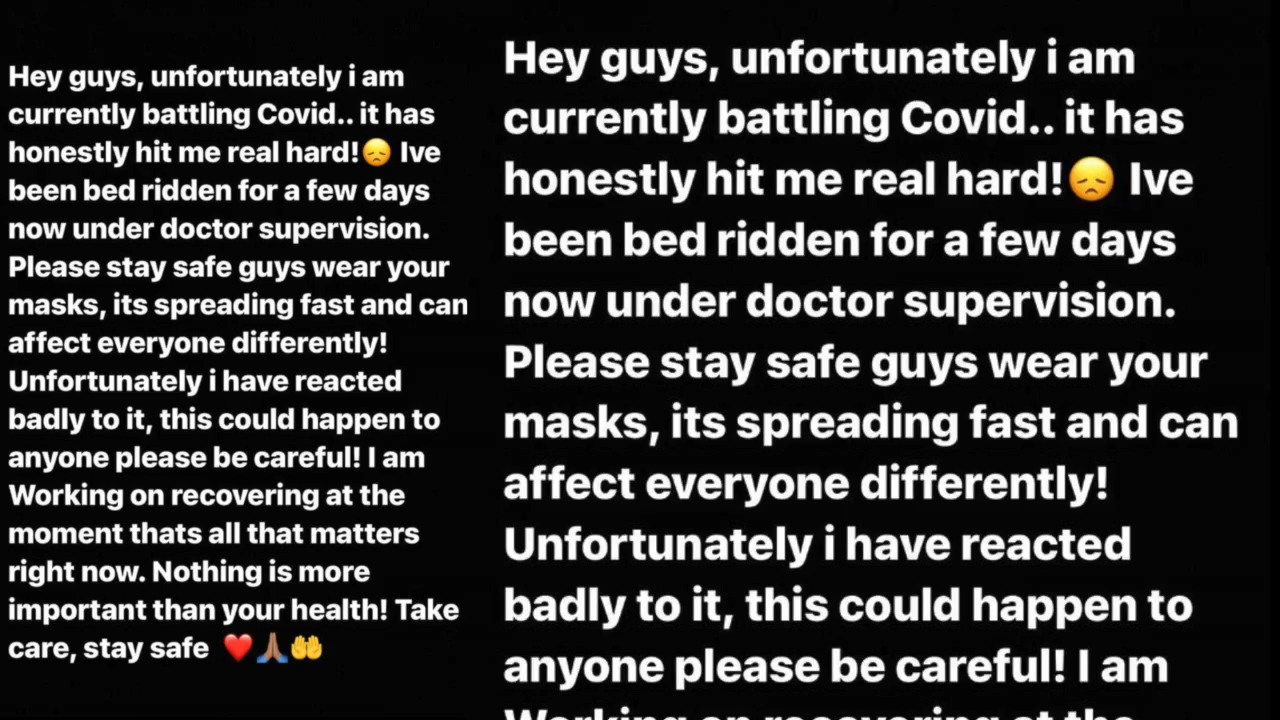 Hey guys, unfortunately i am
currently battling Covid.. it has
honestly hit me real hard!😞 Ive
been bed ridden for a few days
now under doctor supervision.
Please stay safe guys wear your
masks, its spreading fast and can
affect everyone differently!
Unfortunately i have reacted
badly to it, this could happen to
anyone please be careful! I am
Working on recovering at the
moment thats all that matters
right now. Nothing is more
important than your health! Take
care, stay safe ❤️🙏🏾🤲
Hey guys, unfortunately i am
currently battling Covid.. it has
honestly hit me real hard!😞 Ive
been bed ridden for a few days
now under doctor supervision.
Please stay safe guys wear your
masks, its spreading fast and can
affect everyone differently!
Unfortunately i have reacted
badly to it, this could happen to
anyone please be careful! I am
Working on recovering at the